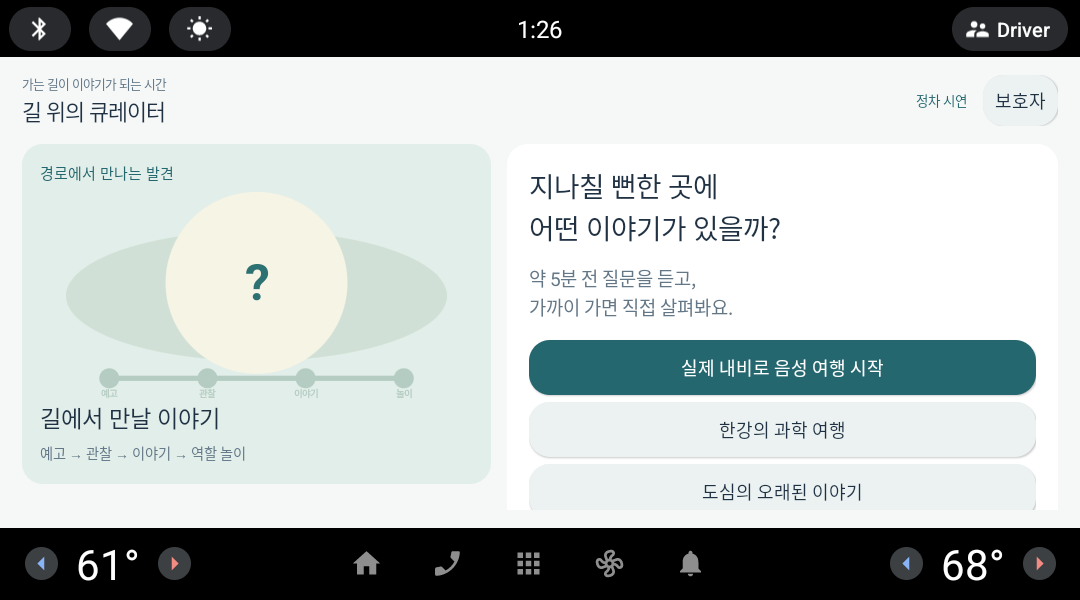 1:26
Driver
가는 길이 이야기가 되는 시간
길 위의 큐레이터
정차 시연
보호자
경로에서 만나는 발견
?
예고
관찰
이야기
놀이
길에서 만날 이야기
예고 → 관찰 → 이야기 → 역할 놀이
지나칠 뻔한 곳에
어떤 이야기가 있을까?
약 5분 전 질문을 듣고,
가까이 가면 직접 살펴봐요.
실제 내비로 음성 여행 시작
한강의 과학 여행
도심의 오래된 이야기
61°
68°